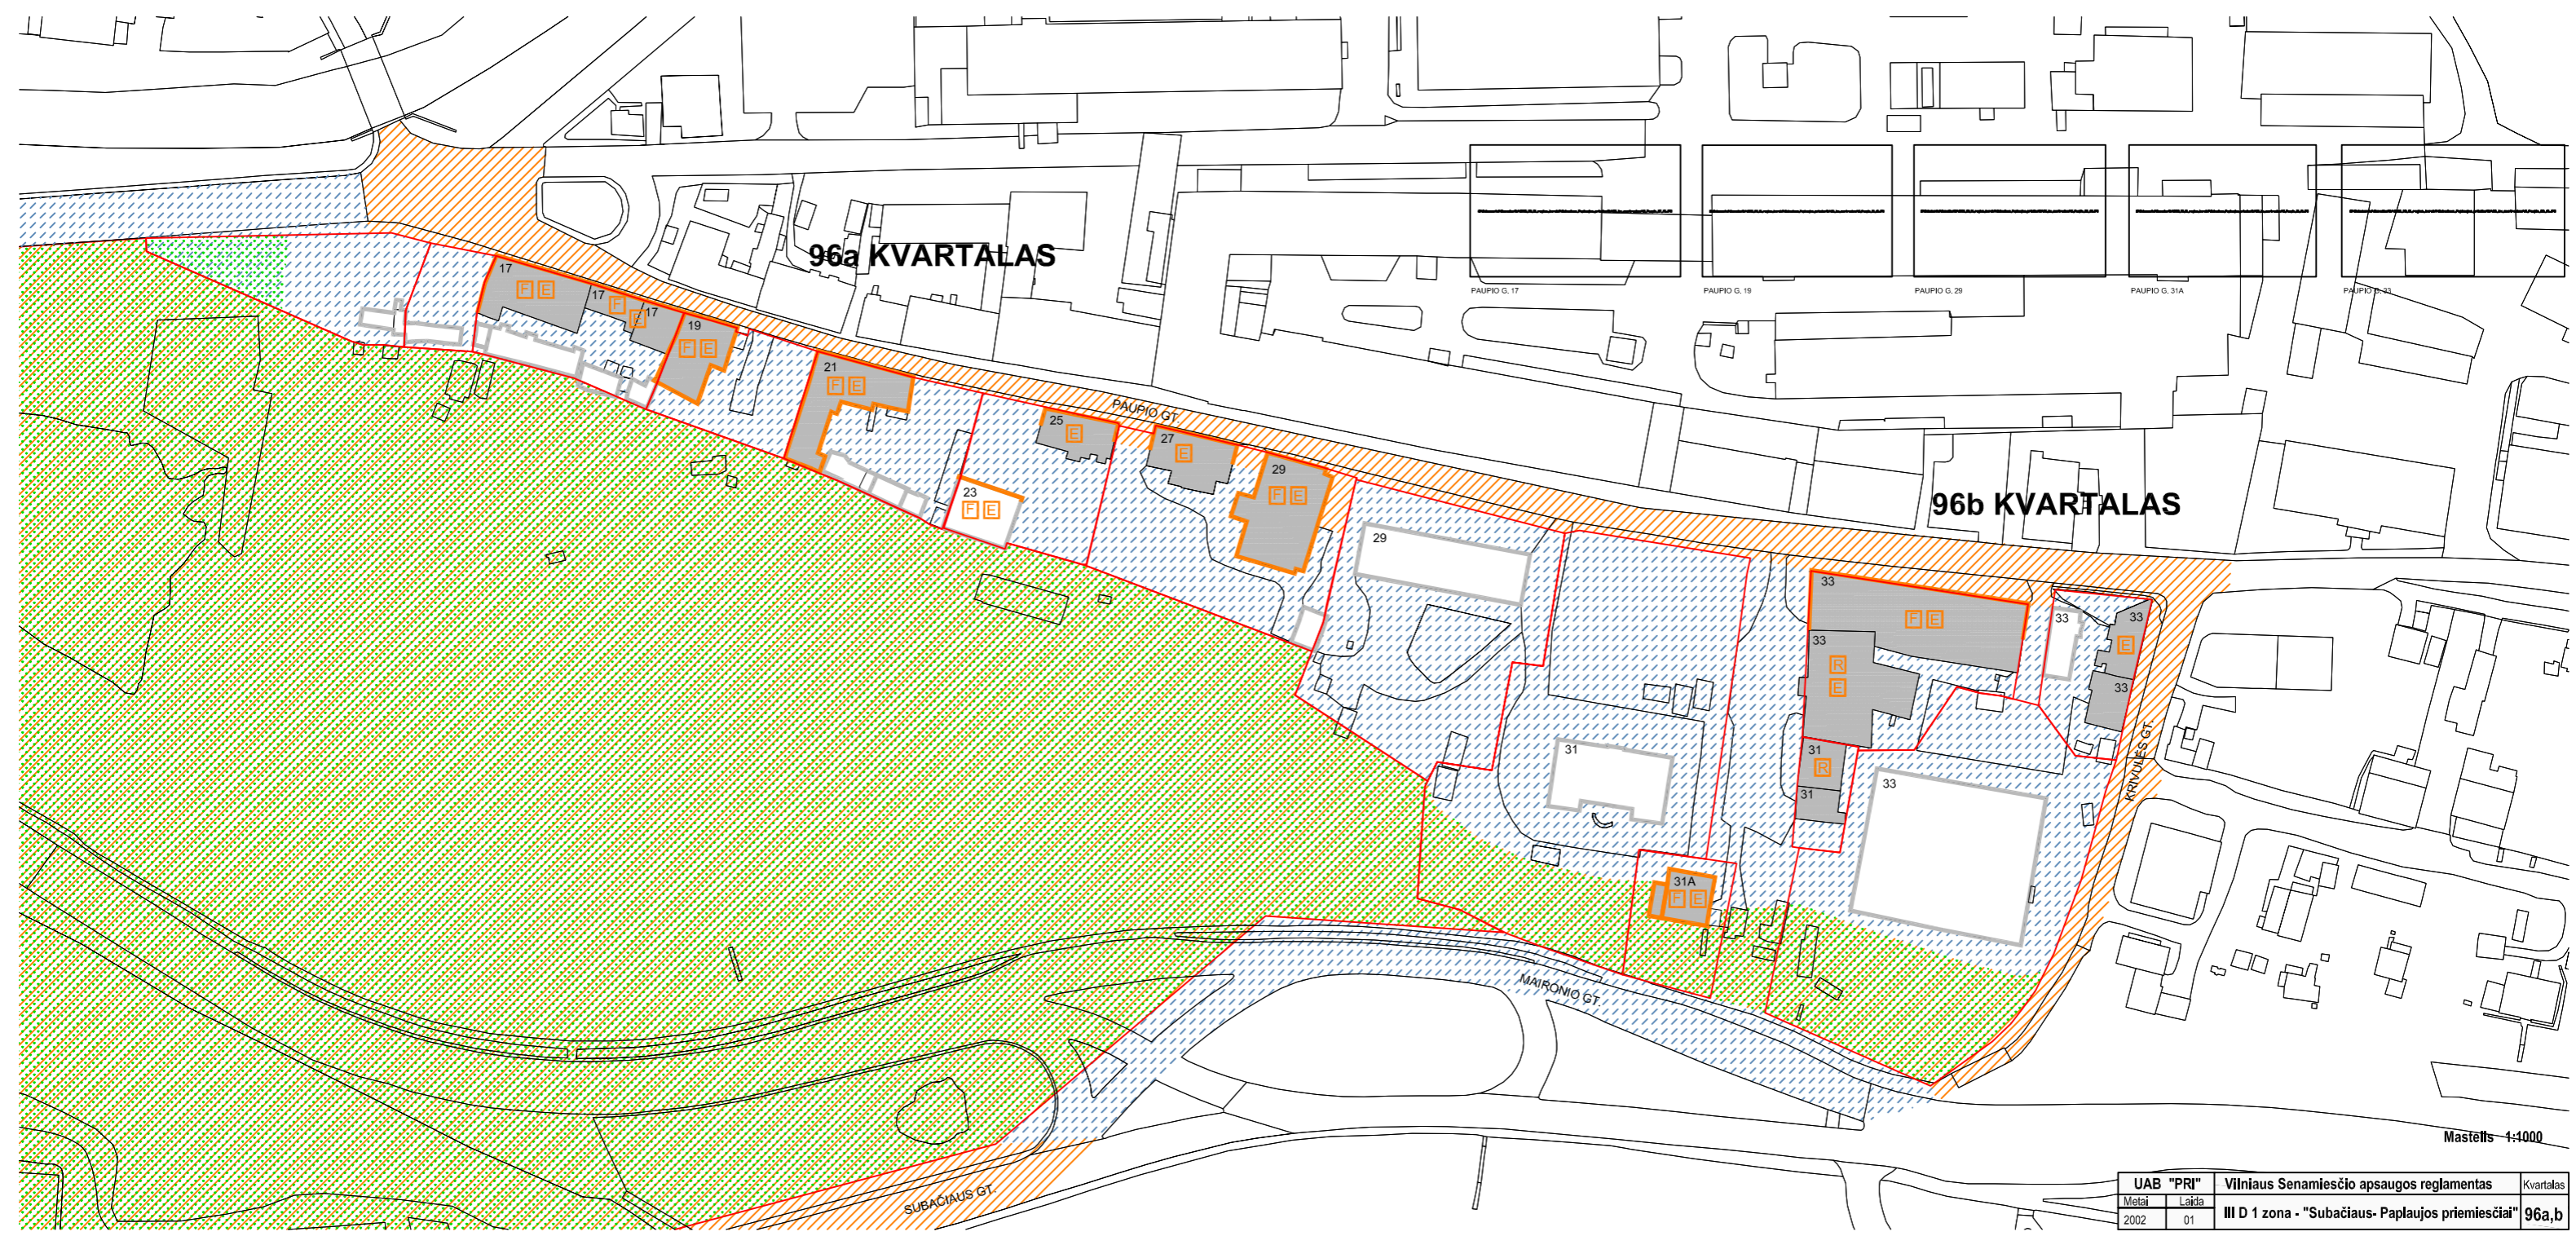 96a KVARTALAS
PAUPIO G. 17
PAUPIO G. 19
PAUPIO G. 29
PAUPIO G. 31A
PAUPIO G. 33
17
F E
17
F
E
17
19
F E
21
F E
PAUPIO GT.
25
E
27
E
29
F E
23
F E
96b KVARTALAS
29
33
F E
33
R
E
33
33
E
33
31
31
R
31
33
KRIVULĖS GT.
31A
F E
MAIRONIO GT.
SUBAČIAUS GT.
Mastelis 1:1000
UAB "PRI"
Vilniaus Senamiesčio apsaugos reglamentas
Kvartalas
Metai
Laida
2002
01
III D 1 zona - "Subačiaus- Paplaujos priemiesčiai"
96a,b